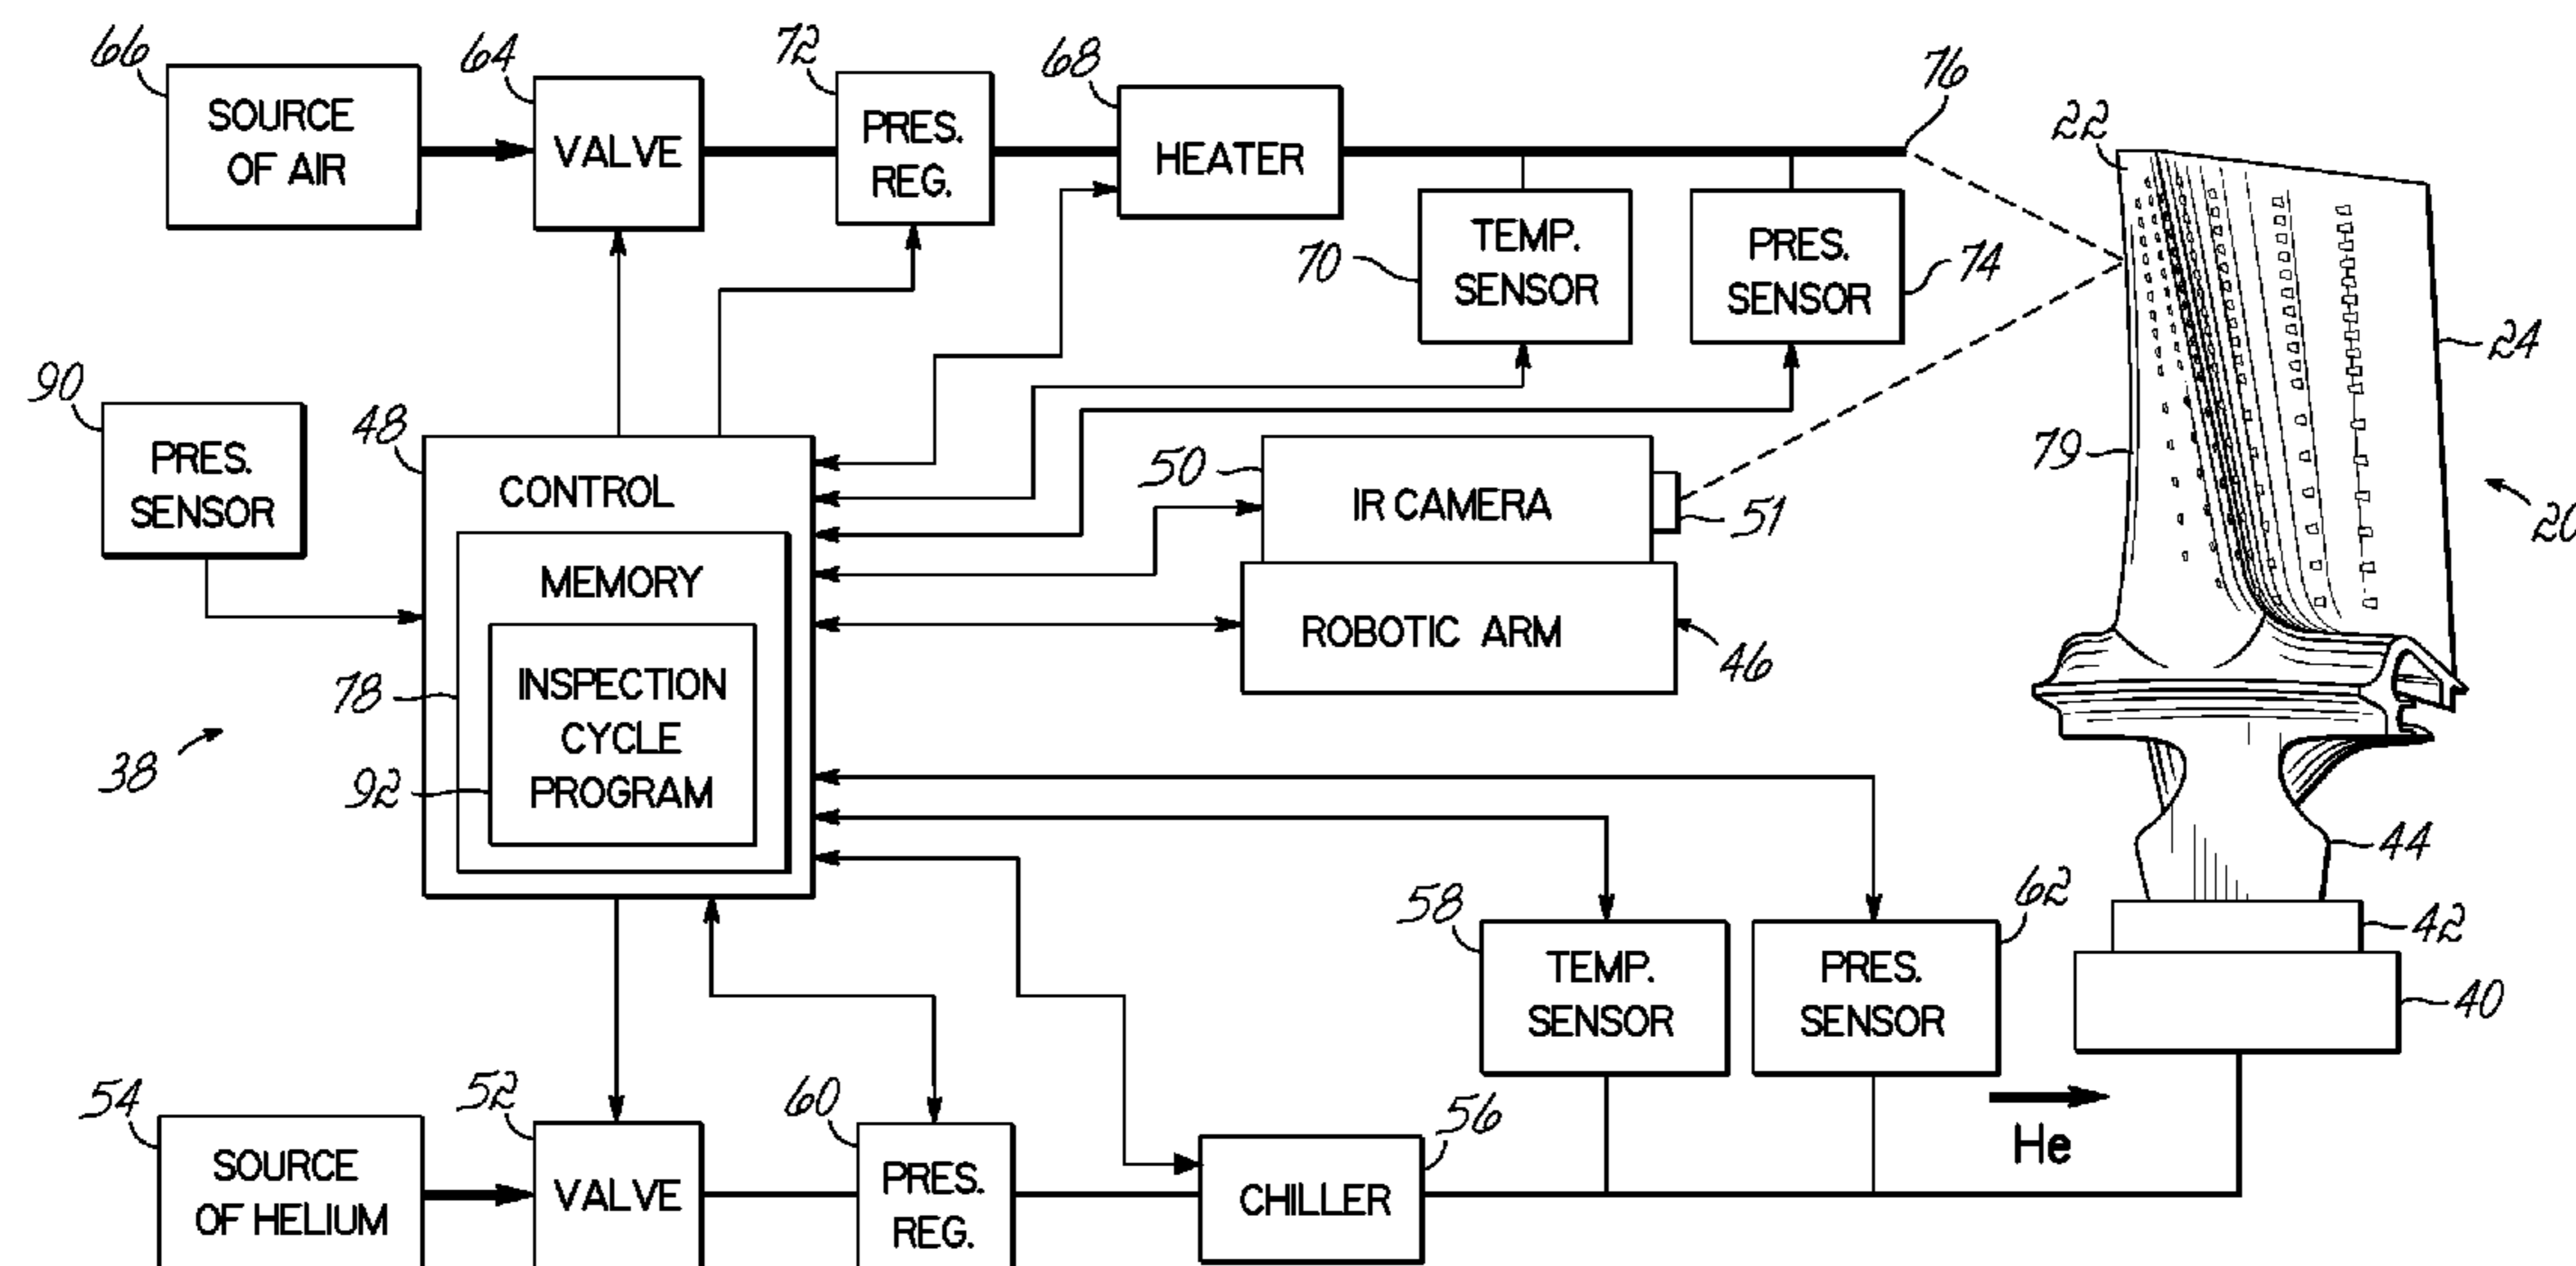 66
SOURCE
OF AIR
64
VALVE
72
PRES.
REG.
68
HEATER
76
22
70
TEMP.
SENSOR
PRES.
SENSOR
74
24
90
PRES.
SENSOR
48
CONTROL
50
IR CAMERA
51
79
20
MEMORY
ROBOTIC ARM
46
78
INSPECTION
CYCLE
PROGRAM
92
38
44
58
TEMP.
SENSOR
62
PRES.
SENSOR
42
40
54
SOURCE
OF HELIUM
52
VALVE
60
PRES.
REG.
56
CHILLER
He